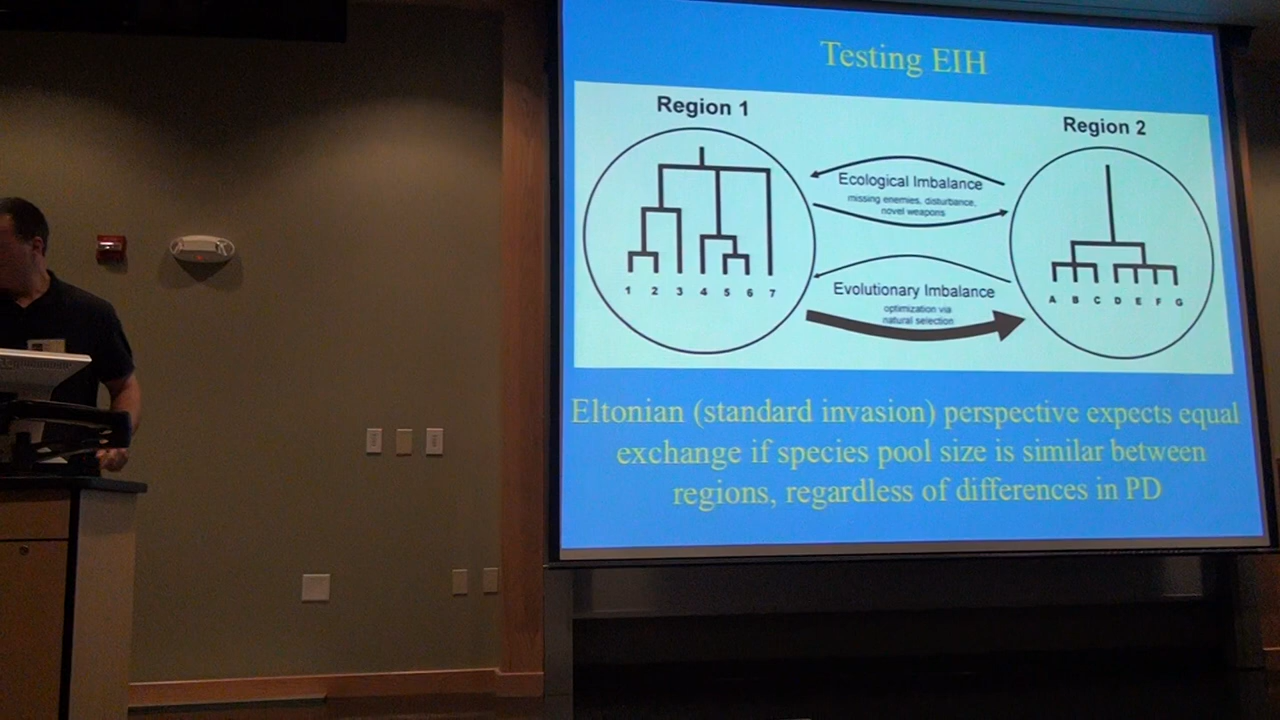 Testing EIH
Region 1
Region 2
Ecological Imbalance
missing enemies, disturbance,
novel weapons
Evolutionary Imbalance
optimization via
natural selection
1 2 3 4 5 6 7
A B C D E F G
Eltonian (standard invasion) perspective expects equal
exchange if species pool size is similar between
regions, regardless of differences in PD